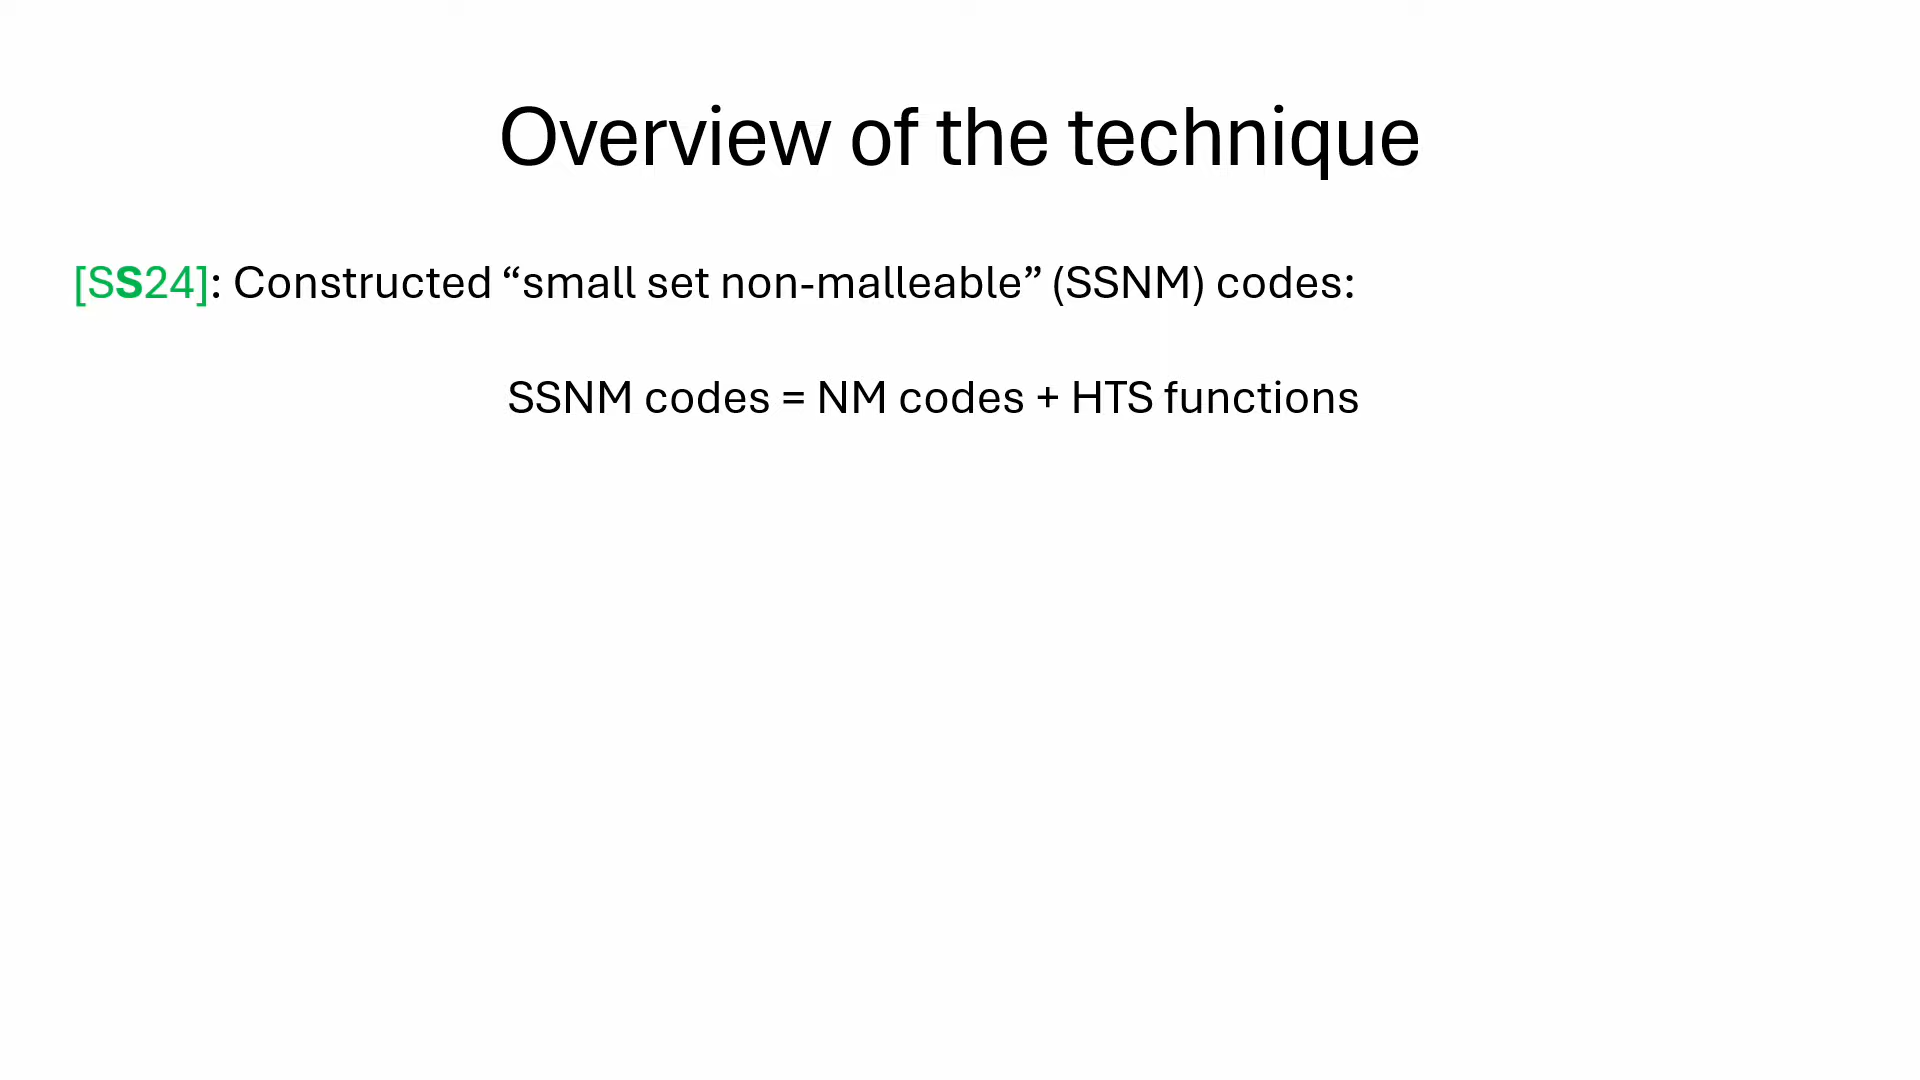 Overview of the technique
[SS24]: Constructed “small set non-malleable” (SSNM) codes:
SSNM codes = NM codes + HTS functions